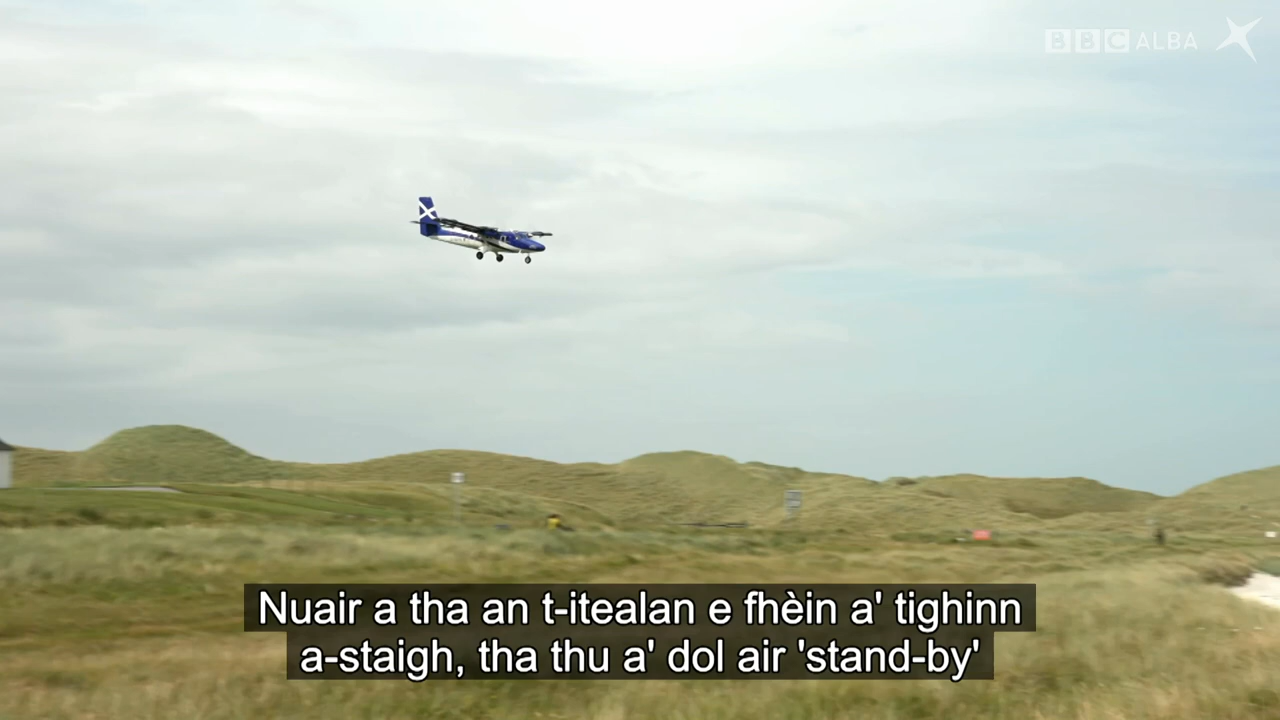 BBC ALBA
Nuair a tha an t-itealan e fhèin a' tighinn
a-staigh, tha thu a' dol air 'stand-by'